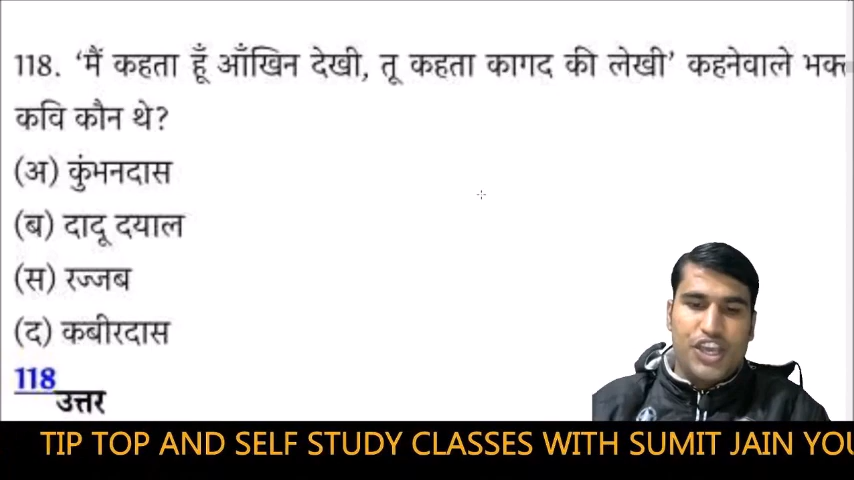 118. ‘मैं कहता हूँ आँखिन देखी, तू कहता कागद की लेखी’ कहनेवाले
कवि कौन थे?
(अ) कुंभनदास
(ब) दादू दयाल
(स) रज्जब
(द) कबीरदास
118
उत्तर
TIP TOP AND SELF STUDY CLASSES WITH SUMIT JAIN